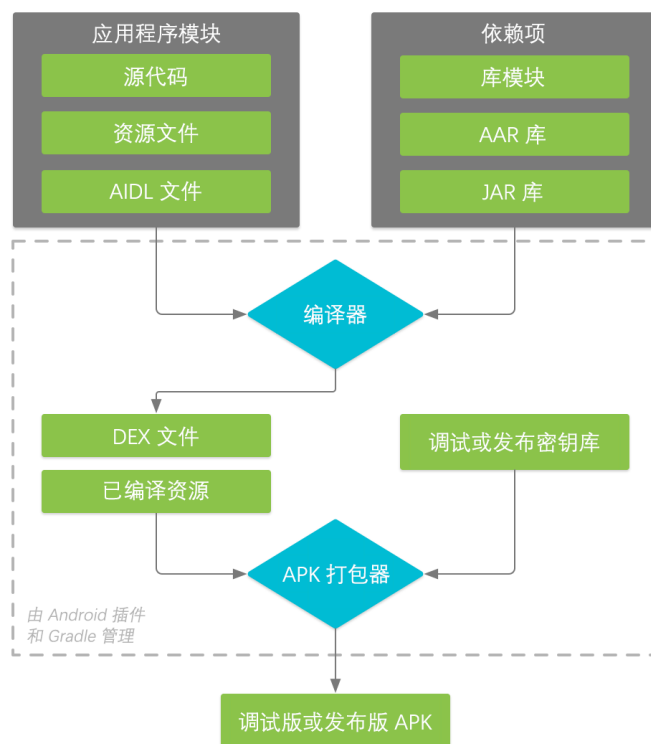 应用程序模块
源代码
资源文件
AIDL 文件
依赖项
库模块
AAR 库
JAR 库
编译器
DEX 文件
已编译资源
调试或发布密钥库
APK 打包器
由 Android 插件
和 Gradle 管理
调试版或发布版 APK